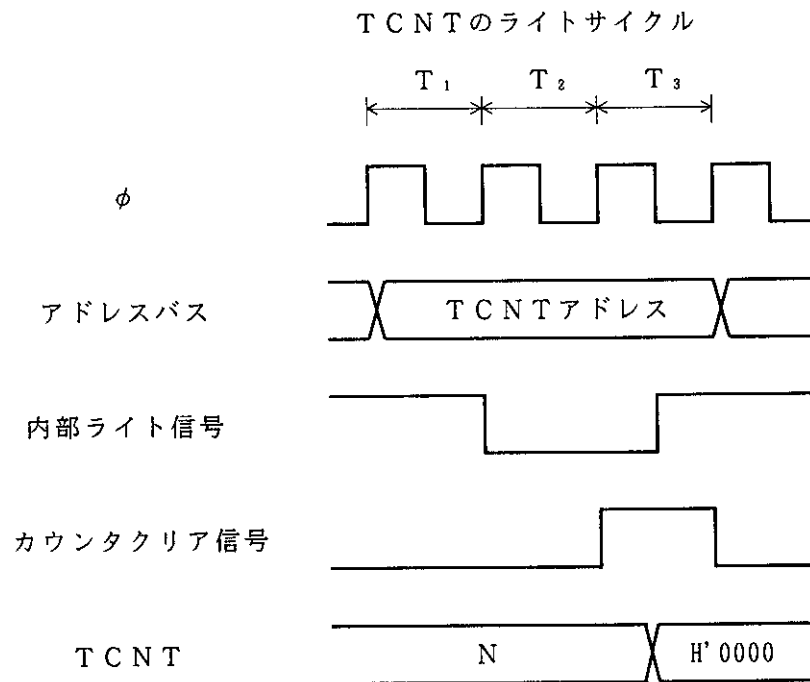 TCNTのライトサイクル
T₁ T₂ T₃
φ
アドレスバス
TCNTアドレス
内部ライト信号
カウンタクリア信号
TCNT
N
H'0000